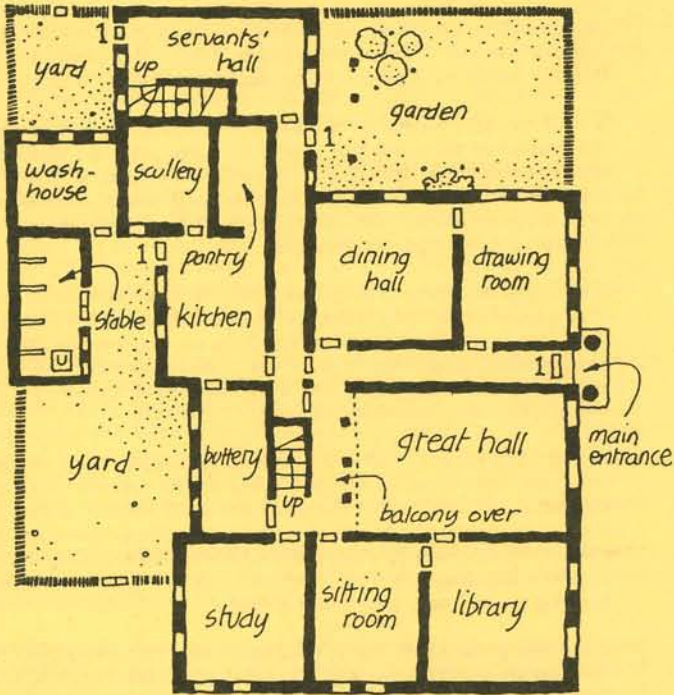 1
servants'
hall
up
yard
1
garden
wash-
house
scullery
pantry
1
dining
hall
drawing
room
stable
kitchen
1
U
main
entrance
great hall
yard
buttery
up
balcony over
study
sitting
room
library